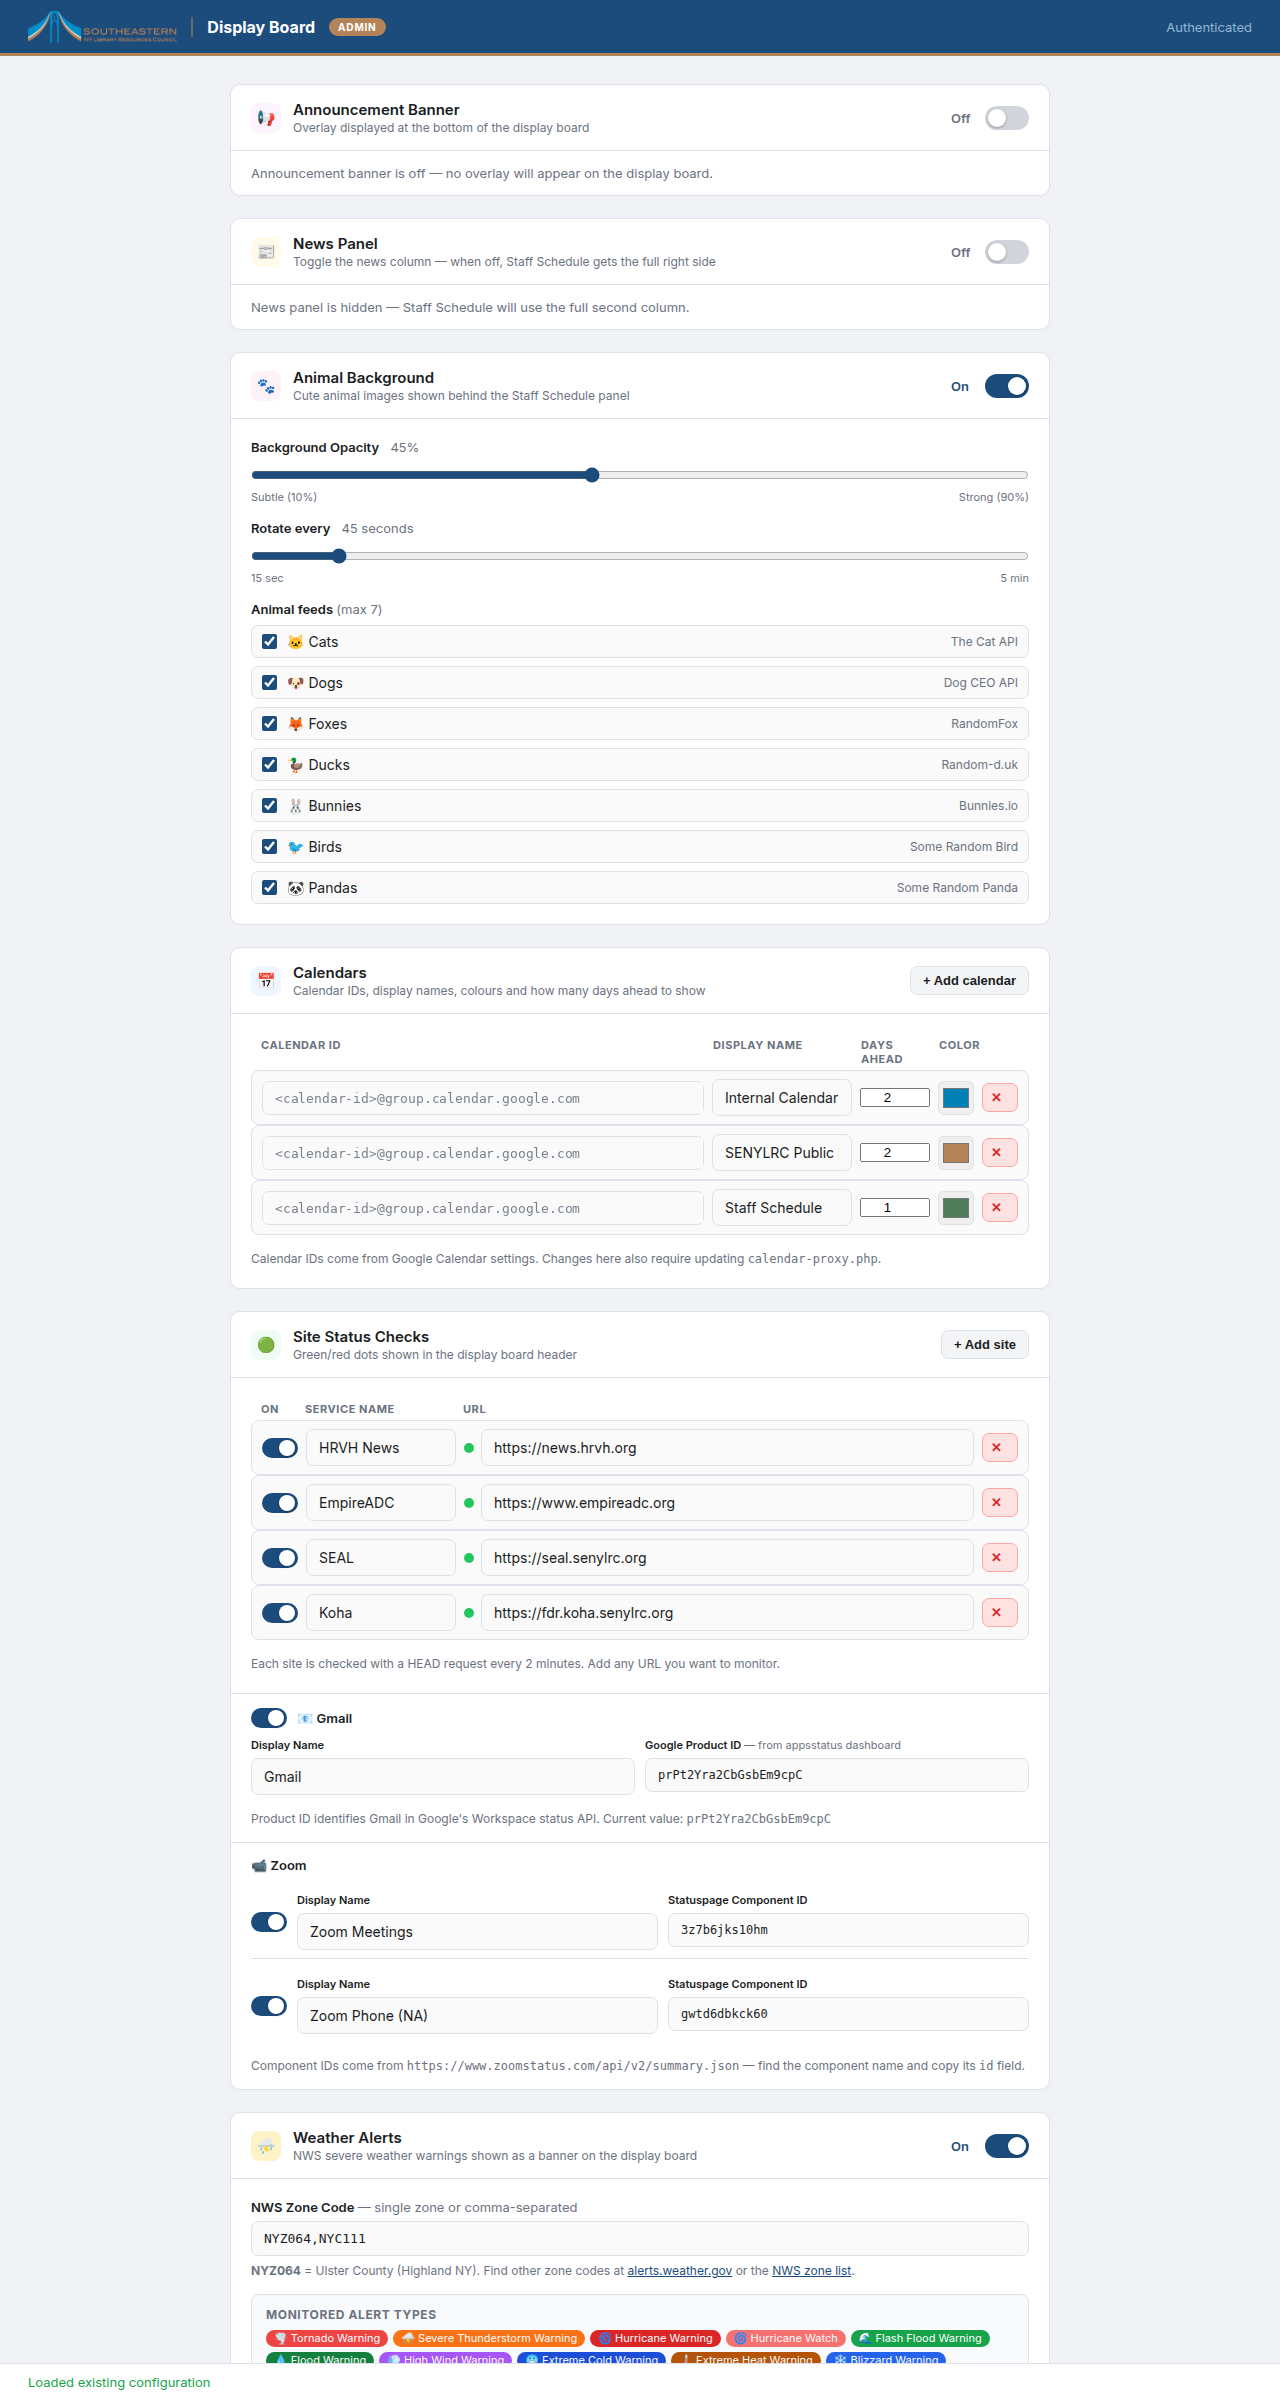 SOUTHEASTERN
NY LIBRARY RESOURCES COUNCIL
Display Board
ADMIN
Authenticated
Announcement Banner
Overlay displayed at the bottom of the display board
Off
Announcement banner is off — no overlay will appear on the display board.
News Panel
Toggle the news column — when off, Staff Schedule gets the full right side
Off
News panel is hidden — Staff Schedule will use the full second column.
Animal Background
Cute animal images shown behind the Staff Schedule panel
On
Background Opacity 45%
Subtle (10%) Strong (90%)
Rotate every 45 seconds
15 sec 5 min
Animal feeds (max 7)
Cats The Cat API
Dogs Dog CEO API
Foxes RandomFox
Ducks Random-d.uk
Bunnies Bunnies.io
Birds Some Random Bird
Pandas Some Random Panda
Calendars
Calendar IDs, display names, colours and how many days ahead to show
+ Add calendar
CALENDAR ID DISPLAY NAME DAYS AHEAD COLOR
<calendar-id>@group.calendar.google.com Internal Calendar 2 ×
<calendar-id>@group.calendar.google.com SENYLRC Public 2 ×
<calendar-id>@group.calendar.google.com Staff Schedule 1 ×
Calendar IDs come from Google Calendar settings. Changes here also require updating calendar-proxy.php.
Site Status Checks
Green/red dots shown in the display board header
+ Add site
ON SERVICE NAME URL
HRVH News https://news.hrvh.org ×
EmpireADC https://www.empireadc.org ×
SEAL https://seal.senylrc.org ×
Koha https://fdr.koha.senylrc.org ×
Each site is checked with a HEAD request every 2 minutes. Add any URL you want to monitor.
Gmail
Display Name Google Product ID — from appsstatus dashboard
Gmail prPt2Yra2CbGsbEm9cpC
Product ID identifies Gmail in Google's Workspace status API. Current value: prPt2Yra2CbGsbEm9cpC
Zoom
Display Name Statuspage Component ID
Zoom Meetings 3z7b6jks10hm
Display Name Statuspage Component ID
Zoom Phone (NA) gwtd6dbkck60
Component IDs come from https://www.zoomstatus.com/api/v2/summary.json — find the component name and copy its id field.
Weather Alerts
NWS severe weather warnings shown as a banner on the display board
On
NWS Zone Code — single zone or comma-separated
NYZ064,NYC111
NYZ064 = Ulster County (Highland NY). Find other zone codes at alerts.weather.gov or the NWS zone list.
MONITORED ALERT TYPES
Tornado Warning Severe Thunderstorm Warning Hurricane Warning Hurricane Watch Flash Flood Warning
Flood Warning High Wind Warning Extreme Cold Warning Extreme Heat Warning Blizzard Warning
Loaded existing configuration